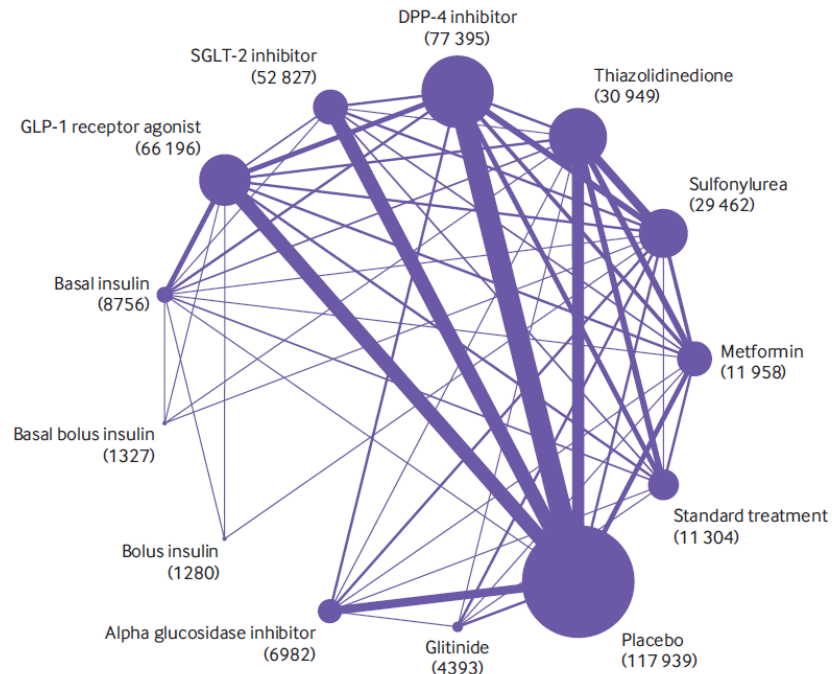 DPP-4 inhibitor
(77 395)
SGLT-2 inhibitor
(52 827)
Thiazolidinedione
(30 949)
GLP-1 receptor agonist
(66 196)
Sulfonylurea
(29 462)
Basal insulin
(8756)
Metformin
(11 958)
Basal bolus insulin
(1327)
Standard treatment
(11 304)
Bolus insulin
(1280)
Alpha glucosidase inhibitor
(6982)
Glitinide
(4393)
Placebo
(117 939)